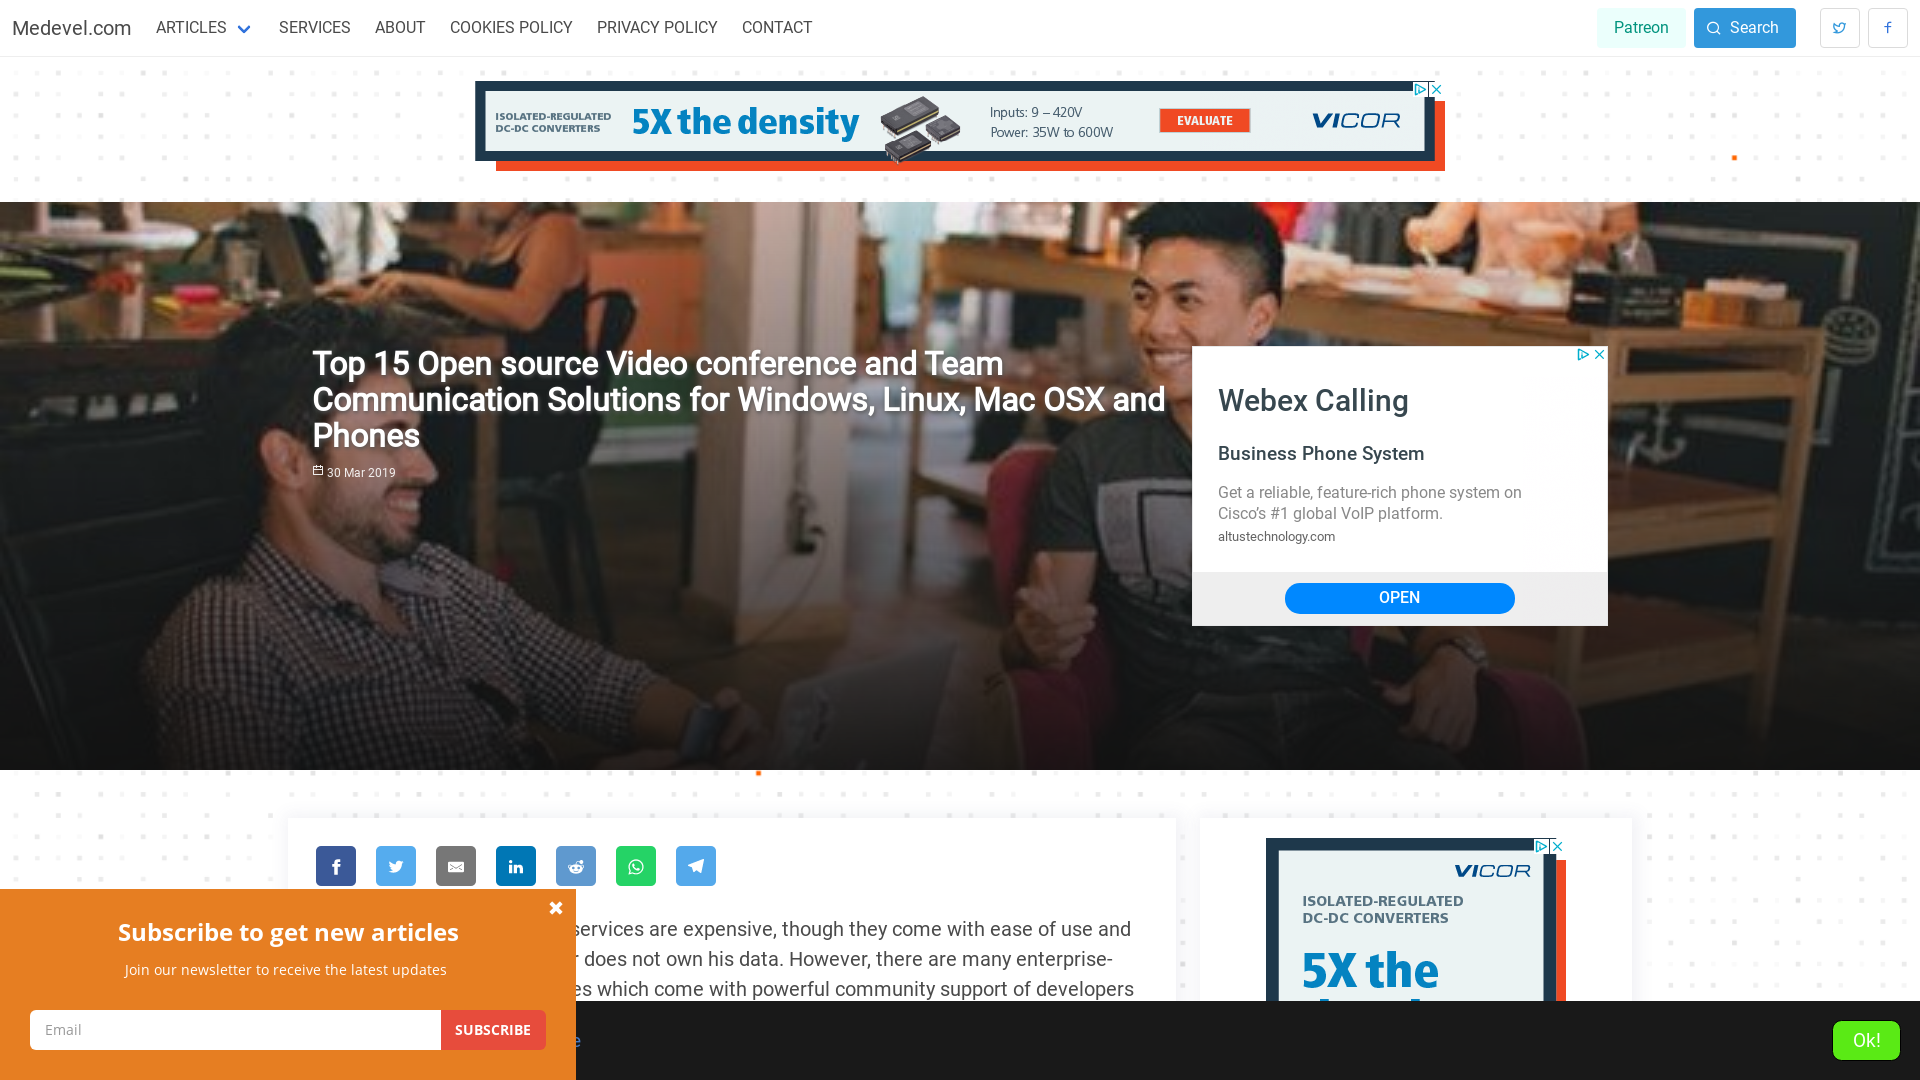 Medevel.com
ARTICLES
SERVICES
ABOUT
COOKIES POLICY
PRIVACY POLICY
CONTACT
Patreon
Search
ISOLATED-REGULATED
DC-DC CONVERTERS
5X the density
Inputs: 9 – 420V
Power: 35W to 600W
EVALUATE
VICOR
Top 15 Open source Video conference and Team
Communication Solutions for Windows, Linux, Mac OSX and
Phones
30 Mar 2019
Webex Calling
Business Phone System
Get a reliable, feature-rich phone system on
Cisco’s #1 global VoIP platform.
altustechnology.com
OPEN
services are expensive, though they come with ease of use and
does not own his data. However, there are many enterprise-
which come with powerful community support of developers
VICOR
ISOLATED-REGULATED
DC-DC CONVERTERS
5X the
Subscribe to get new articles
Join our newsletter to receive the latest updates
Email
SUBSCRIBE
Ok!